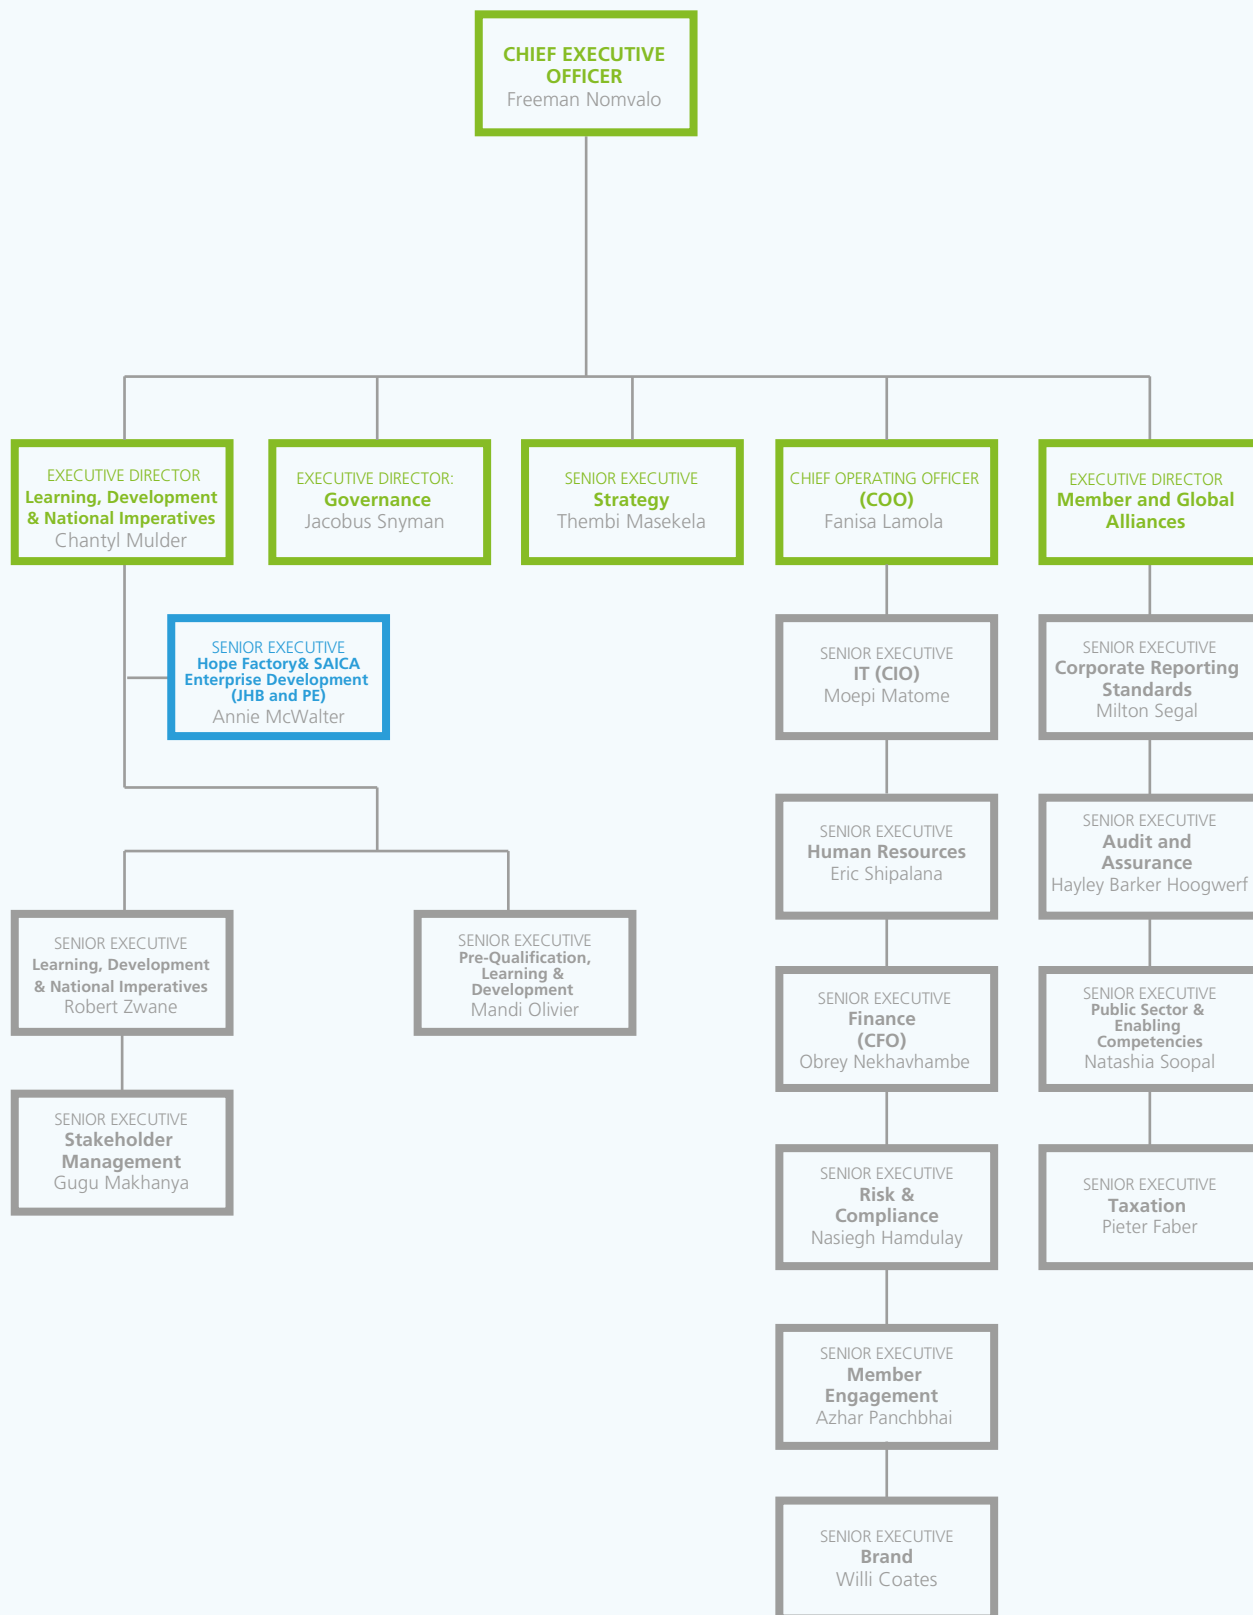 CHIEF EXECUTIVE
OFFICER
Freeman Nomvalo
EXECUTIVE DIRECTOR
Learning, Development
& National Imperatives
Chantyl Mulder
EXECUTIVE DIRECTOR:
Governance
Jacobus Snyman
SENIOR EXECUTIVE
Strategy
Thembi Masekela
CHIEF OPERATING OFFICER
(COO)
Fanisa Lamola
EXECUTIVE DIRECTOR
Member and Global
Alliances
SENIOR EXECUTIVE
Hope Factory& SAICA
Enterprise Development
(JHB and PE)
Annie McWalter
SENIOR EXECUTIVE
Learning, Development
& National Imperatives
Robert Zwane
SENIOR EXECUTIVE
Pre-Qualification,
Learning &
Development
Mandi Olivier
SENIOR EXECUTIVE
Stakeholder
Management
Gugu Makhanya
SENIOR EXECUTIVE
IT (CIO)
Moepi Matome
SENIOR EXECUTIVE
Human Resources
Eric Shipalana
SENIOR EXECUTIVE
Finance
(CFO)
Obrey Nekhavhambe
SENIOR EXECUTIVE
Risk &
Compliance
Nasiegh Hamdulay
SENIOR EXECUTIVE
Member
Engagement
Azhar Panchbhai
SENIOR EXECUTIVE
Brand
Willi Coates
SENIOR EXECUTIVE
Corporate Reporting
Standards
Milton Segal
SENIOR EXECUTIVE
Audit and
Assurance
Hayley Barker Hoogwerf
SENIOR EXECUTIVE
Public Sector &
Enabling
Competencies
Natashia Soopal
SENIOR EXECUTIVE
Taxation
Pieter Faber